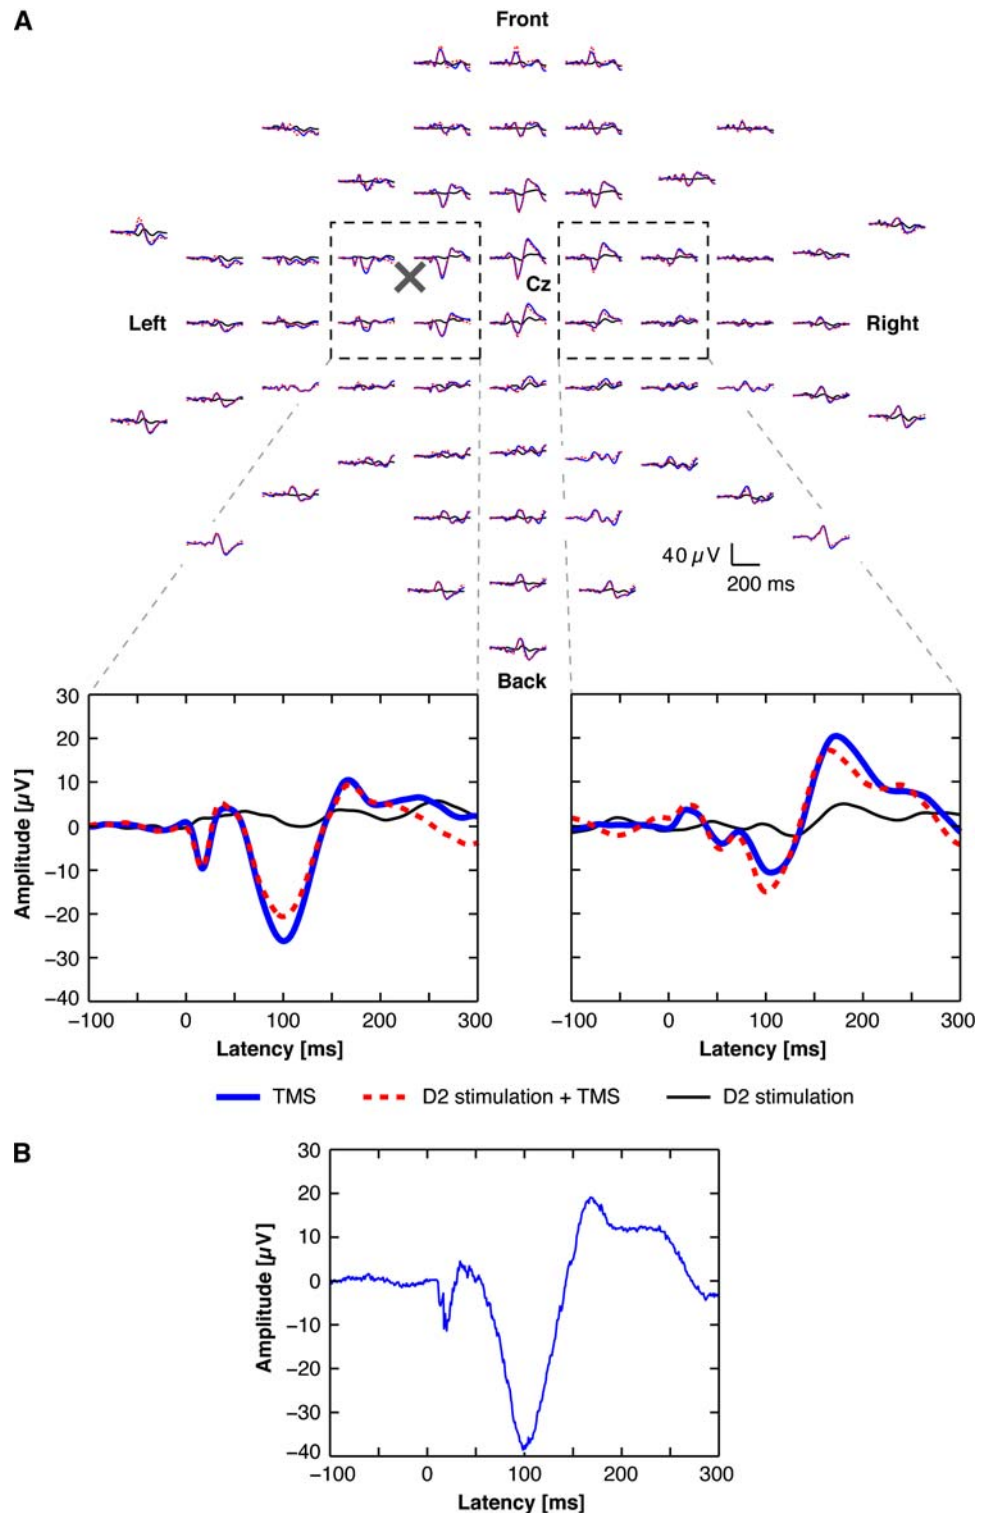 A
Front
Cz
Left
Right
40 µV
200 ms
Back
30
20
10
0
−10
−20
−30
−40
Amplitude [µV]
−100 0 100 200 300
Latency [ms]
−100 0 100 200 300
Latency [ms]
TMS D2 stimulation + TMS D2 stimulation
B
30
20
10
0
−10
−20
−30
−40
Amplitude [µV]
−100 0 100 200 300
Latency [ms]